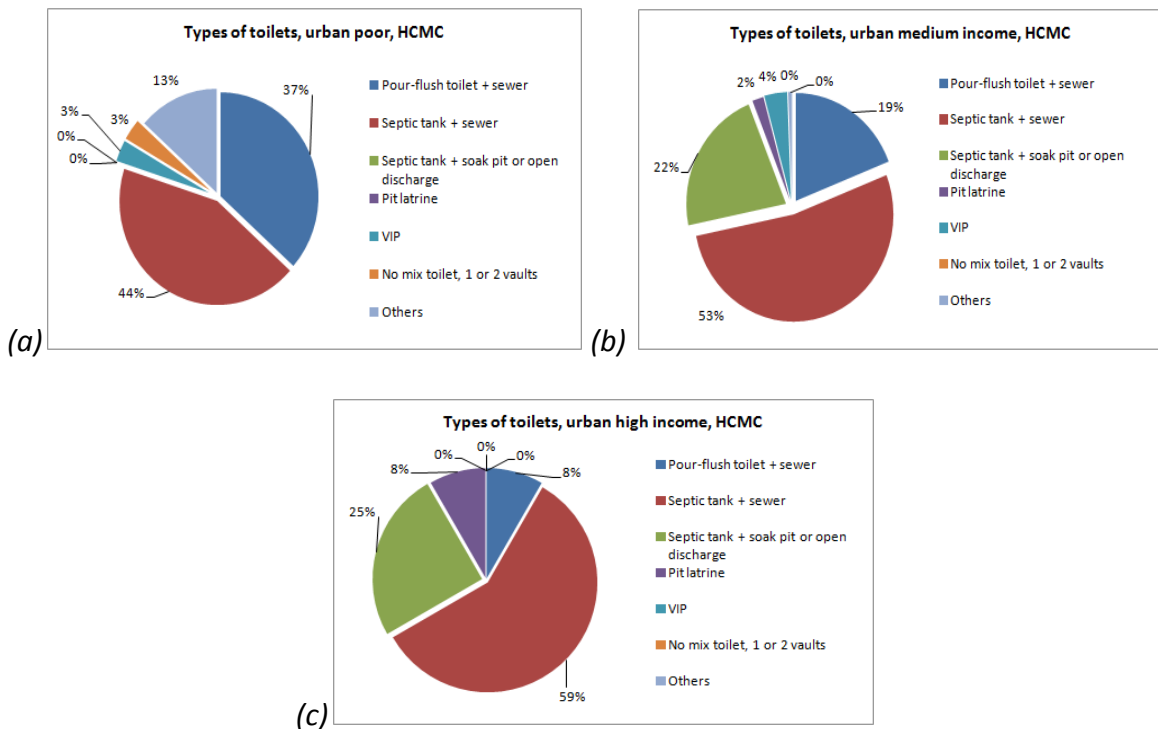 Types of toilets, urban poor, HCMC
13%
37%
3%
3%
0%
0%
44%
Pour-flush toilet + sewer
Septic tank + sewer
Septic tank + soak pit or open
discharge
Pit latrine
VIP
No mix toilet, 1 or 2 vaults
Others
(a)
Types of toilets, urban medium income, HCMC
2%
4%
0%
0%
19%
22%
53%
Pour-flush toilet + sewer
Septic tank + sewer
Septic tank + soak pit or open
discharge
Pit latrine
VIP
No mix toilet, 1 or 2 vaults
Others
(b)
Types of toilets, urban high income, HCMC
0%
0%
0%
8%
8%
25%
59%
Pour-flush toilet + sewer
Septic tank + sewer
Septic tank + soak pit or open
discharge
Pit latrine
VIP
No mix toilet, 1 or 2 vaults
Others
(c)